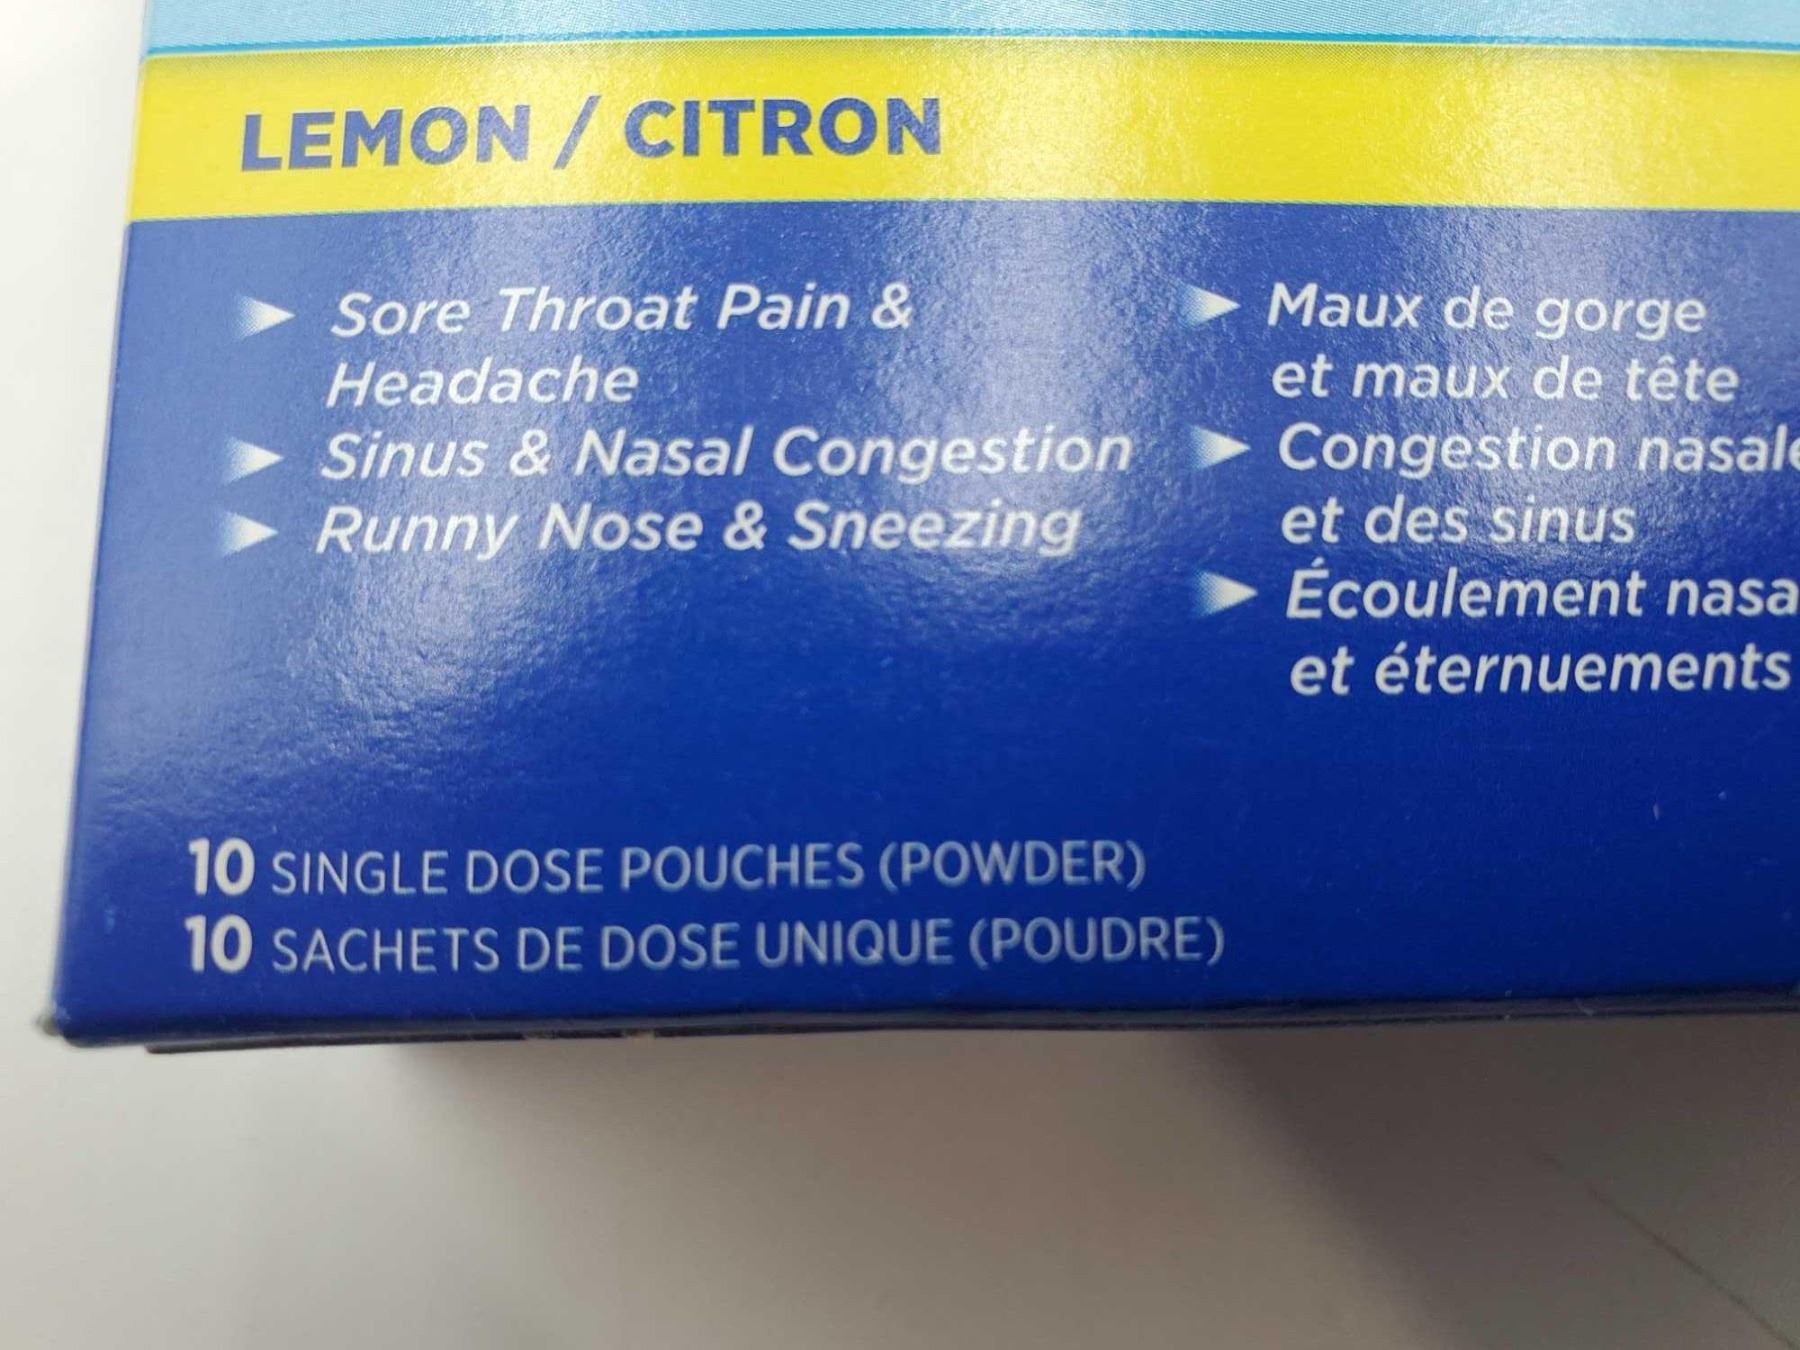 LEMON / CITRON
Sore Throat Pain &
Headache
Sinus & Nasal Congestion
Runny Nose & Sneezing
Maux de gorge
et maux de tête
Congestion nasale
et des sinus
Écoulement nasa
et éternuements
10 SINGLE DOSE POUCHES (POWDER)
10 SACHETS DE DOSE UNIQUE (POUDRE)